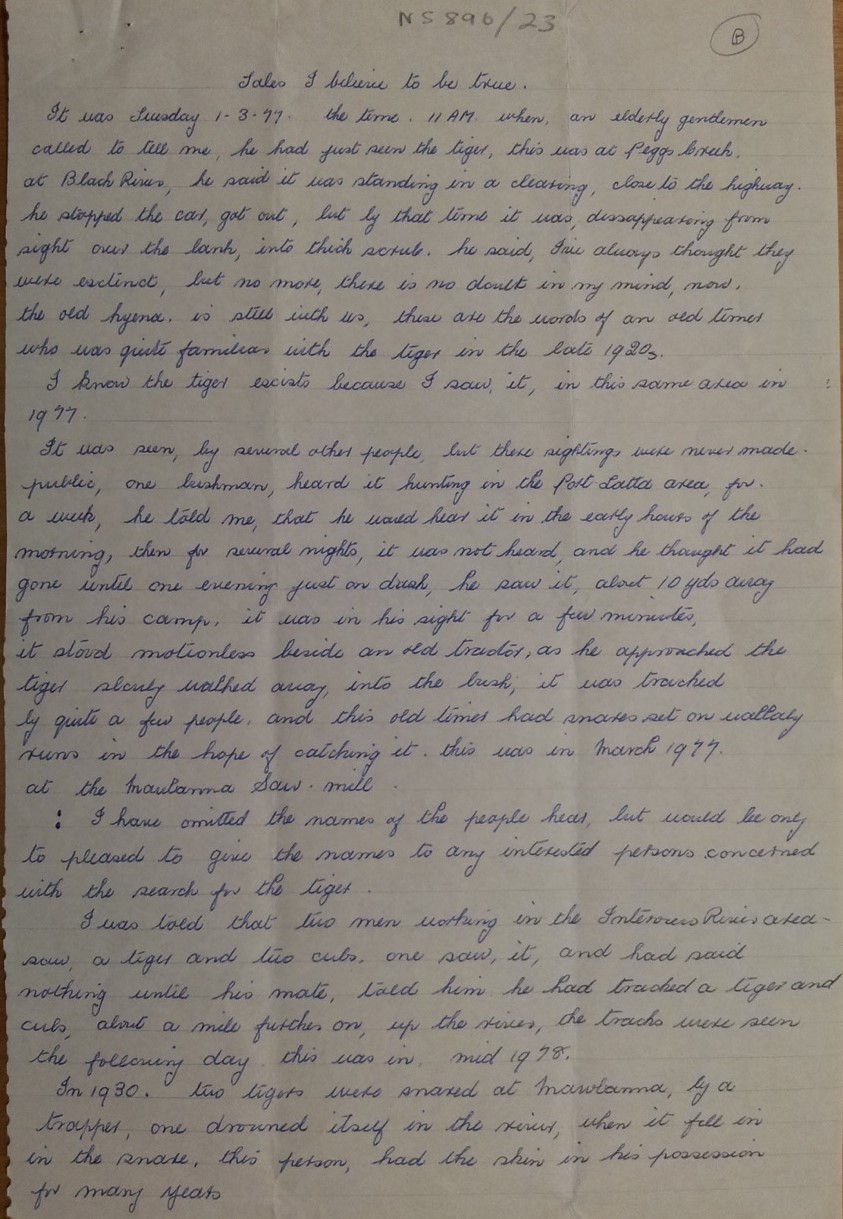 NS896/23
B
Tales I believe to be true.
It was Tuesday 1-3-77. the time. 11 AM. when, an elderly gentlemen
called to tell me, he had just seen the tiger, this was at Peggs Creek.
at Black River, he said it was standing in a clearing, close to the highway.
he stopped the car, got out, but by that time it was, dissappearing from
sight over the bank, into thick scrub. he said, I've always thought they
were exctinct, but no more, there is no doubt in my mind, now.
the old hyena. is still with us, these are the words of an old timer
who was quite familiar with the tiger in the late 1920s.
I know the tiger excists because I saw, it, in this same area in
1977.
It was seen, by several other people, but these sightings were never made.
public, one bushman, heard it hunting in the Port Latta area, for.
a week, he told me, that he woued hear it in the early hours of the
morning, then for several nights, it was not heard, and he thought it had
gone until one evening just on dusk, he saw it, about 10 yds away
from his camp. it was in his sight for a few minutes,
it stood motionless beside an old tractor, as he approached the
tiger slowly walked away, into the bush, it was tracked
by quite a few people. and this old timer had snares set on wallaby
runs in the hope of catching it. this was in March 1977.
at the Mawbanna Saw. mill.
: I have omitted the names of the people hear, but would be only
to pleased to give the names to any interested persons concerned
with the search for the tiger.
I was told that two men working in the River area -
saw, a tiger and two cubs. one saw, it, and had said
nothing until his mate, told him he had tracked a tiger and
cubs, about a mile further on, up the river, the tracks were seen
the following day. this was in. mid 1978.
In 1930. two tigers were snared at Mawbanna, by a
trapper, one drowned itself in the river, when it fell in
in the snare. this person, had the skin in his possession
for many years